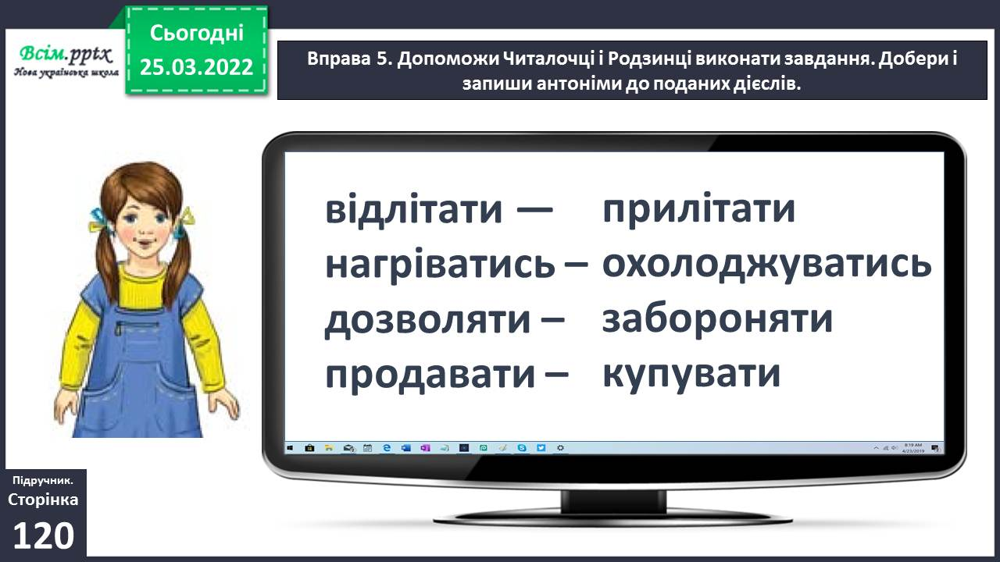 Всім.pptx
Нова українська школа
Сьогодні
25.03.2022
Вправа 5. Допоможи Читалочці і Родзинці виконати завдання. Добери і
запиши антоніми до поданих дієслів.
відлітати — прилітати
нагріватись – охолоджуватись
дозволяти – забороняти
продавати – купувати
8:19 AM
4/23/2019
Підручник.
Сторінка
120